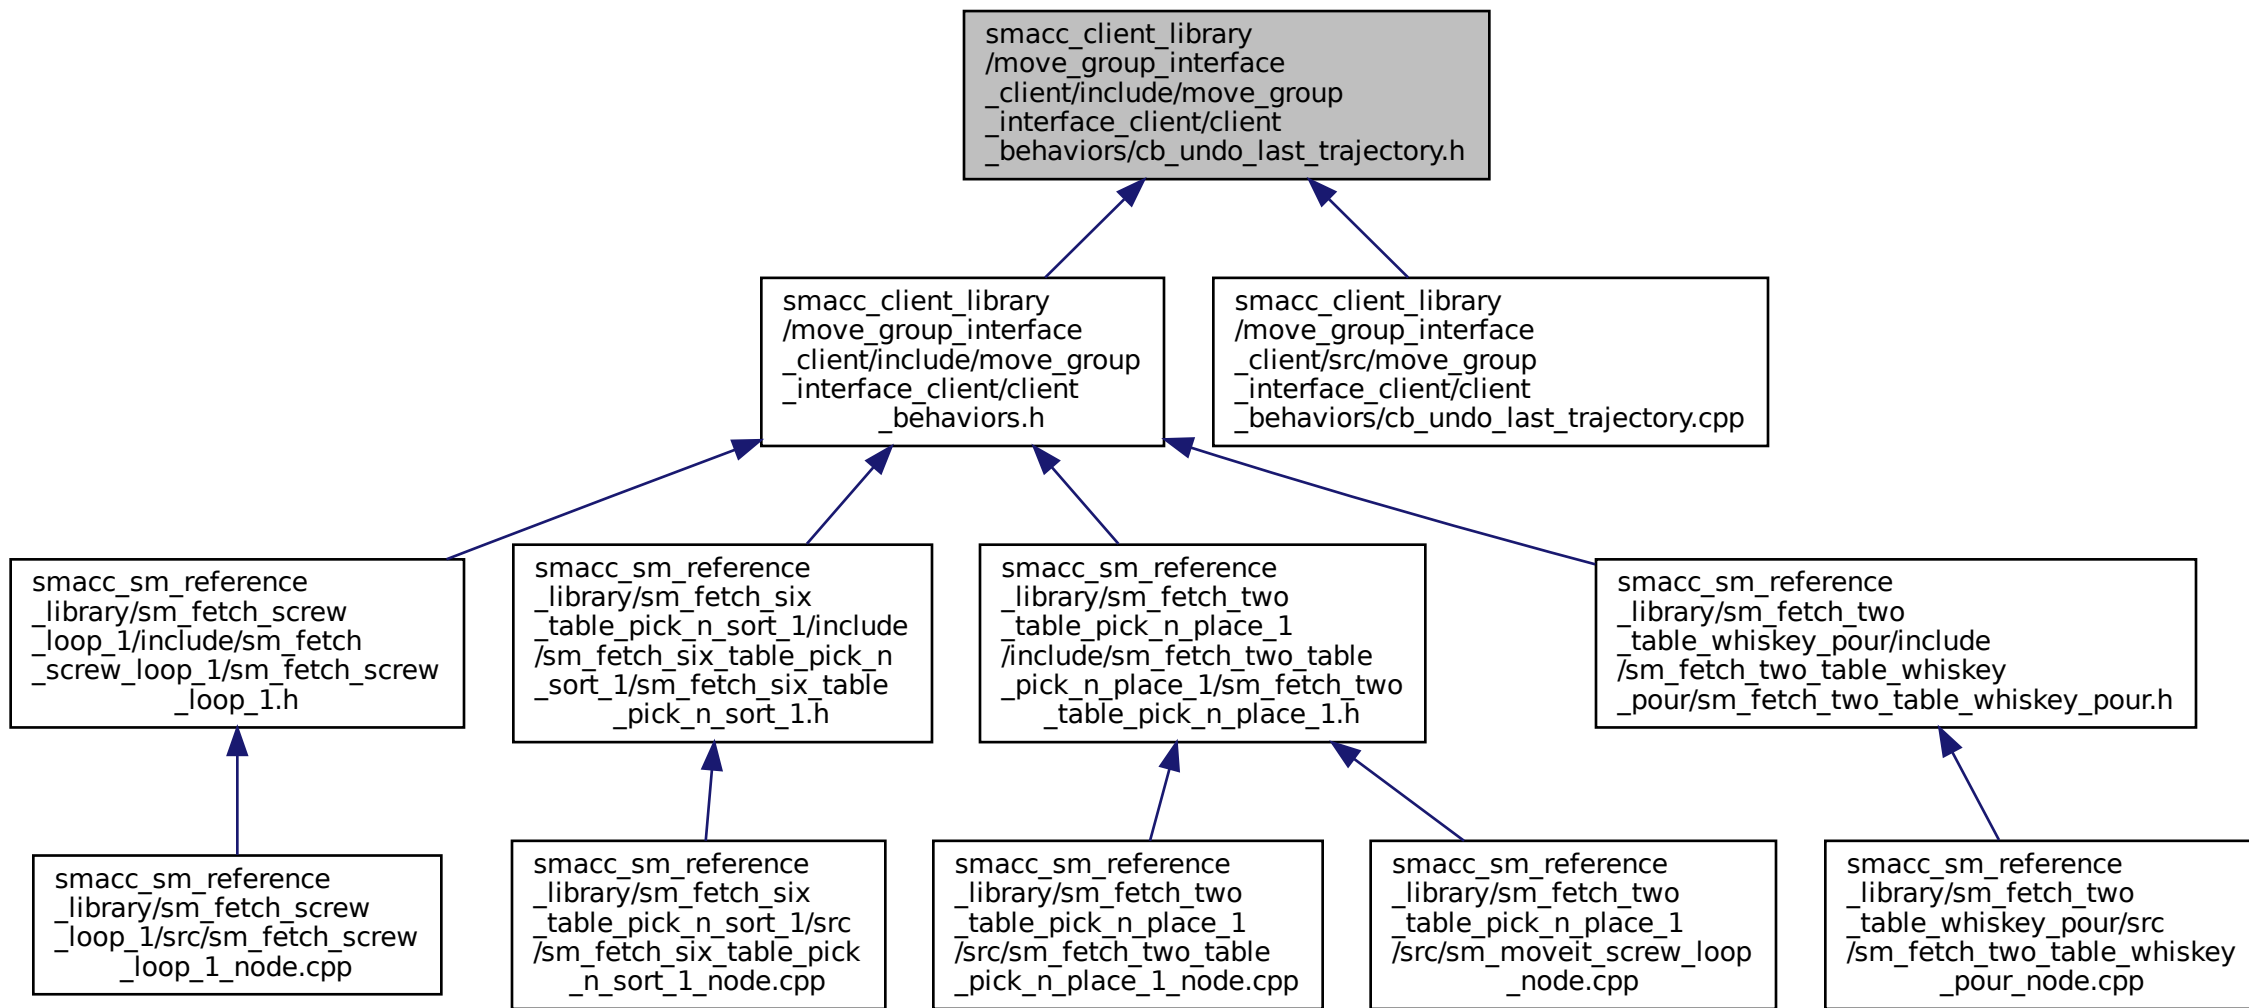 smacc_client_library
/move_group_interface
_client/include/move_group
_interface_client/client
_behaviors/cb_undo_last_trajectory.h
smacc_client_library
/move_group_interface
_client/include/move_group
_interface_client/client
_behaviors.h
smacc_client_library
/move_group_interface
_client/src/move_group
_interface_client/client
_behaviors/cb_undo_last_trajectory.cpp
smacc_sm_reference
_library/sm_fetch_screw
_loop_1/include/sm_fetch
_screw_loop_1/sm_fetch_screw
_loop_1.h
smacc_sm_reference
_library/sm_fetch_six
_table_pick_n_sort_1/include
/sm_fetch_six_table_pick_n
_sort_1/sm_fetch_six_table
_pick_n_sort_1.h
smacc_sm_reference
_library/sm_fetch_two
_table_pick_n_place_1
/include/sm_fetch_two_table
_pick_n_place_1/sm_fetch_two
_table_pick_n_place_1.h
smacc_sm_reference
_library/sm_fetch_two
_table_whiskey_pour/include
/sm_fetch_two_table_whiskey
_pour/sm_fetch_two_table_whiskey_pour.h
smacc_sm_reference
_library/sm_fetch_screw
_loop_1/src/sm_fetch_screw
_loop_1_node.cpp
smacc_sm_reference
_library/sm_fetch_six
_table_pick_n_sort_1/src
/sm_fetch_six_table_pick
_n_sort_1_node.cpp
smacc_sm_reference
_library/sm_fetch_two
_table_pick_n_place_1
/src/sm_fetch_two_table
_pick_n_place_1_node.cpp
smacc_sm_reference
_library/sm_fetch_two
_table_pick_n_place_1
/src/sm_moveit_screw_loop
_node.cpp
smacc_sm_reference
_library/sm_fetch_two
_table_whiskey_pour/src
/sm_fetch_two_table_whiskey
_pour_node.cpp